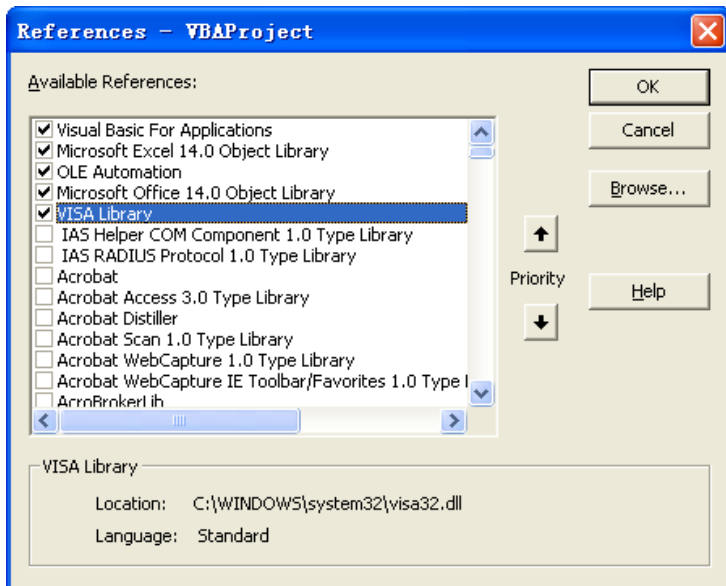 References - VBAProject
Available References:
OK
Visual Basic For Applications
Microsoft Excel 14.0 Object Library
OLE Automation
Microsoft Office 14.0 Object Library
VISA Library
IAS Helper COM Component 1.0 Type Library
IAS RADIUS Protocol 1.0 Type Library
Acrobat
Acrobat Access 3.0 Type Library
Acrobat Distiller
Acrobat Scan 1.0 Type Library
Acrobat WebCapture 1.0 Type Library
Acrobat WebCapture IE Toolbar/Favorites 1.0 Type
AcroBrokerLib
Cancel
Browse...
Priority
Help
VISA Library
Location: C:\WINDOWS\system32\visa32.dll
Language: Standard